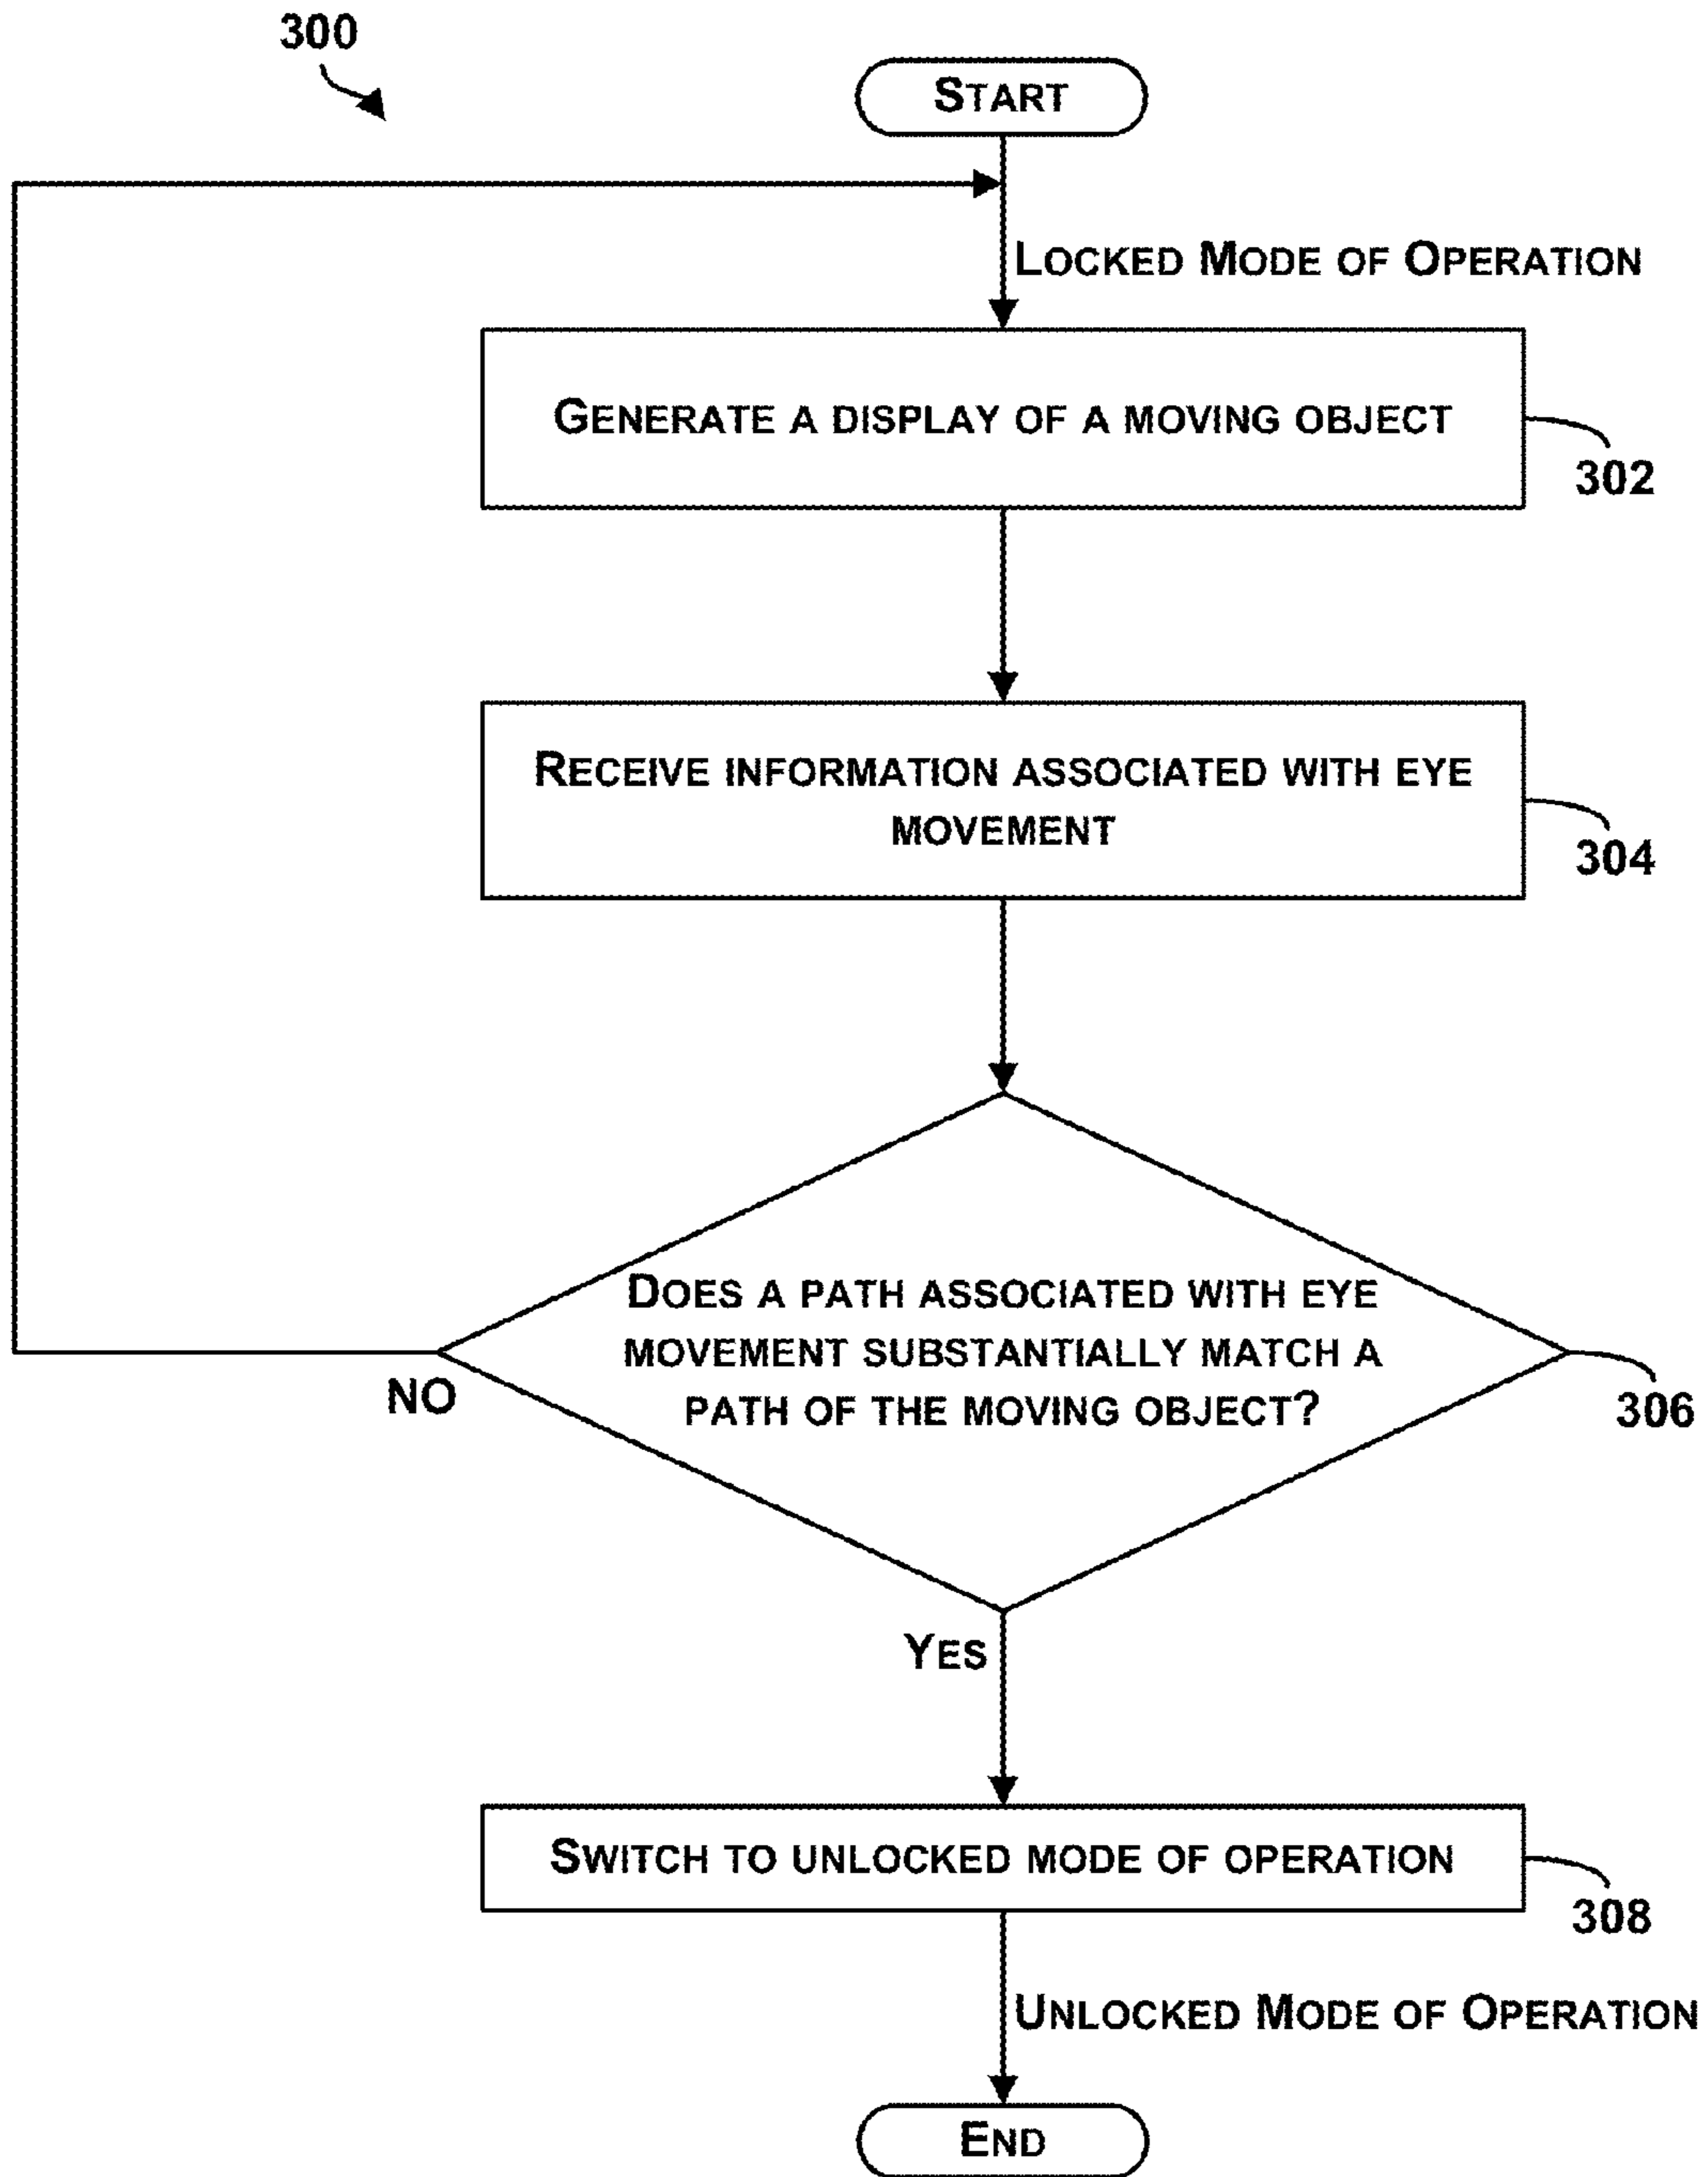 300
START
LOCKED MODE OF OPERATION
GENERATE A DISPLAY OF A MOVING OBJECT
302
RECEIVE INFORMATION ASSOCIATED WITH EYE
MOVEMENT
304
DOES A PATH ASSOCIATED WITH EYE
MOVEMENT SUBSTANTIALLY MATCH A
PATH OF THE MOVING OBJECT?
NO
306
YES
SWITCH TO UNLOCKED MODE OF OPERATION
308
UNLOCKED MODE OF OPERATION
END